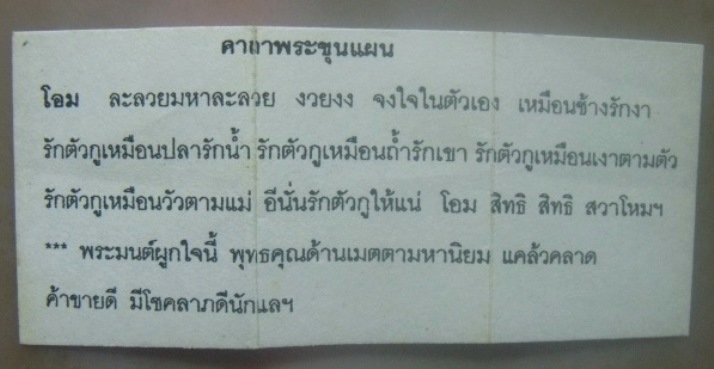 คาถาพระขุนแผน
โอม ละลวยมหาละลวย งวยงง จงใจในตัวเอง เหมือนช้างรักงา
รักตัวกูเหมือนปลารักน้ำ รักตัวกูเหมือนถ้ำรักเขา รักตัวกูเหมือนเงาตามตัว
รักตัวกูเหมือนวัวตามแม่ อีนั่นรักตัวกูให้แน่ โอม สิทธิ สิทธิ สวาโหมฯ
*** พระมนต์ผูกใจนี้ พุทธคุณด้านเมตตามหานิยม แคล้วคลาด
ค้าขายดี มีโชคลาภดีนักแลฯ